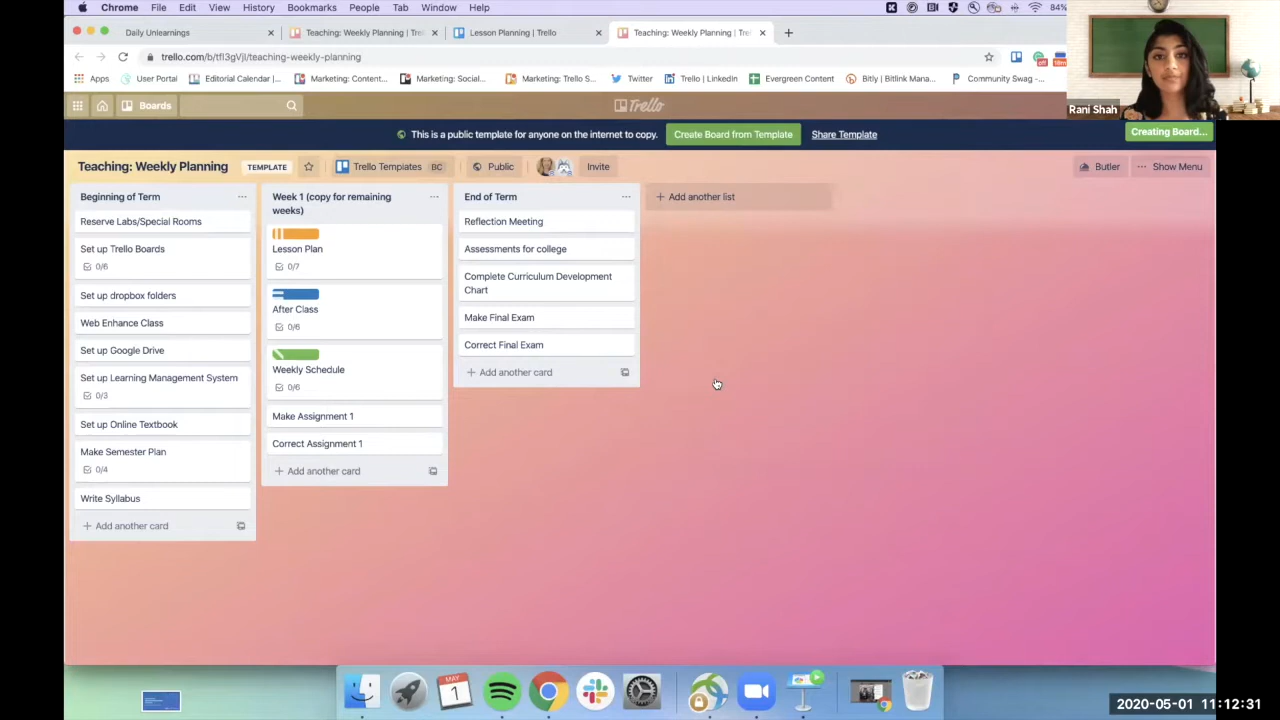 Chrome File Edit View History Bookmarks People Tab Window Help 84%
Daily Unlearnings
Teaching: Weekly Planning | T
Lesson Planning | Trello
Teaching: Weekly Planning | Tre
trello.com/b/tfI3gVjI/teaching-weekly-planning
off 10m
Apps User Portal Editorial Calendar |... Marketing: Content... Marketing: Social... Marketing: Trello S... Twitter Trello | LinkedIn Evergreen Content Bitly | Bitlink Mana... Community Swag -...
Rani Shah
Boards Trello
This is a public template for anyone on the internet to copy. Create Board from Template Share Template Creating Board...
Teaching: Weekly Planning TEMPLATE Trello Templates BC Public Invite Butler ... Show Menu
Beginning of Term
Reserve Labs/Special Rooms
Set up Trello Boards
0/6
Set up dropbox folders
Web Enhance Class
Set up Google Drive
Set up Learning Management System
0/3
Set up Online Textbook
Make Semester Plan
0/4
Write Syllabus
+ Add another card
Week 1 (copy for remaining
weeks)
Lesson Plan
0/7
After Class
0/6
Weekly Schedule
0/6
Make Assignment 1
Correct Assignment 1
+ Add another card
End of Term
Reflection Meeting
Assessments for college
Complete Curriculum Development
Chart
Make Final Exam
Correct Final Exam
+ Add another card
+ Add another list
MAY
1
2020-05-01 11:12:31